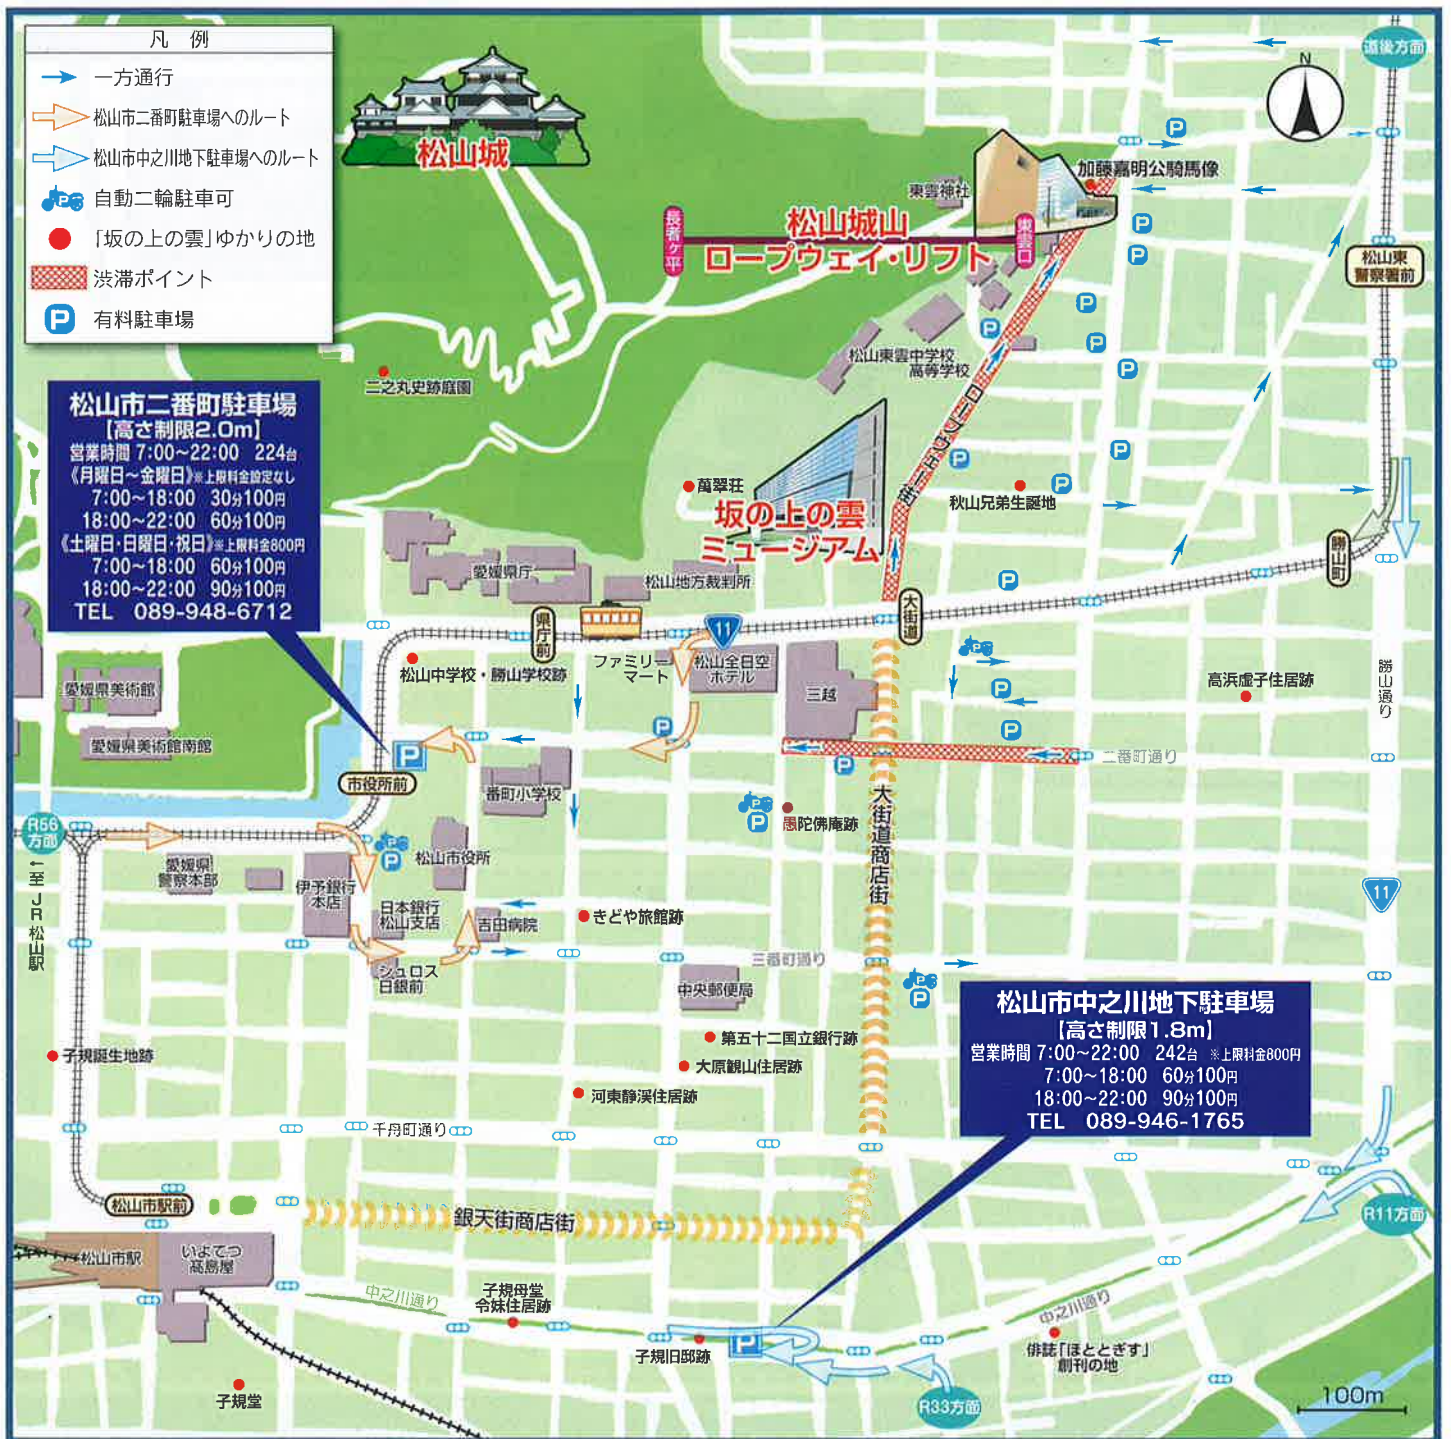 凡 例
一方通行
松山市二番町駐車場へのルート
松山市中之川地下駐車場へのルート
自動二輪駐車可
「坂の上の雲」ゆかりの地
渋滞ポイント
P 有料駐車場
松山城
道後方面
N
加藤嘉明公騎馬像
東雲神社
長者ヶ平
松山城山
ロープウェイ・リフト
東雲口
松山東
警察署前
松山東雲中学校
高等学校
二之丸史跡庭園
ロープウェー街
松山市二番町駐車場
【高さ制限2.0m】
営業時間 7:00〜22:00 224台
《月曜日〜金曜日》※上限料金設定なし
7:00〜18:00 30分100円
18:00〜22:00 60分100円
《土曜日・日曜日・祝日》※上限料金800円
7:00〜18:00 60分100円
18:00〜22:00 90分100円
TEL 089-948-6712
萬翠荘
坂の上の雲
ミュージアム
秋山兄弟生誕地
愛媛県庁
松山地方裁判所
勝山町
県庁前
11
大街道
松山中学校・勝山学校跡
ファミリー
マート
松山全日空
ホテル
三越
高浜虚子住居跡
勝山通り
愛媛県美術館
愛媛県美術館南館
市役所前
番町小学校
二番町通り
愚陀佛庵跡
大街道商店街
R56
方面
←至JR松山駅
愛媛県
警察本部
伊予銀行
本店
松山市役所
日本銀行
松山支店
吉田病院
きどや旅館跡
シュロス
日銀前
三番町通り
中央郵便局
11
第五十二国立銀行跡
大原観山住居跡
河東静渓住居跡
子規誕生地跡
松山市中之川地下駐車場
【高さ制限1.8m】
営業時間 7:00〜22:00 242台 ※上限料金800円
7:00〜18:00 60分100円
18:00〜22:00 90分100円
TEL 089-946-1765
千舟町通り
松山市駅前
銀天街商店街
R11方面
松山市駅
いよてつ
髙島屋
中之川通り
子規母堂
令妹住居跡
子規旧邸跡
P
中之川通り
俳誌「ほととぎす」
創刊の地
子規堂
R33方面
100m